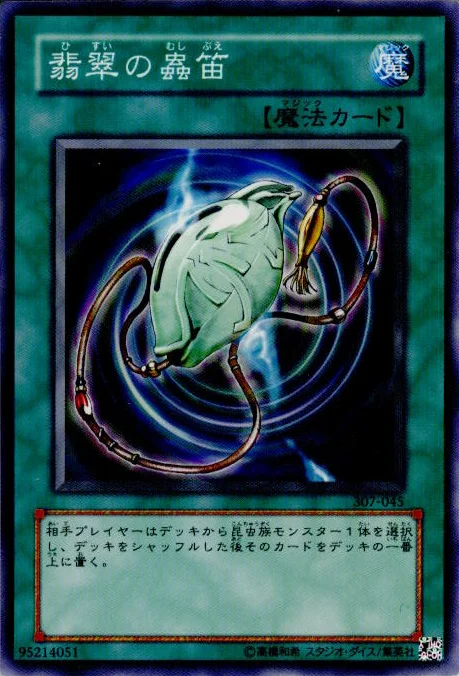 翡翠の蟲笛
魔
【魔法カード】
307-045
相手プレイヤーはデッキから昆虫族モンスター1体を選択
し、デッキをシャッフルした後そのカードをデッキの一番
上に置く。
95214051
©高橋和希 スタジオ・ダイス/集英社